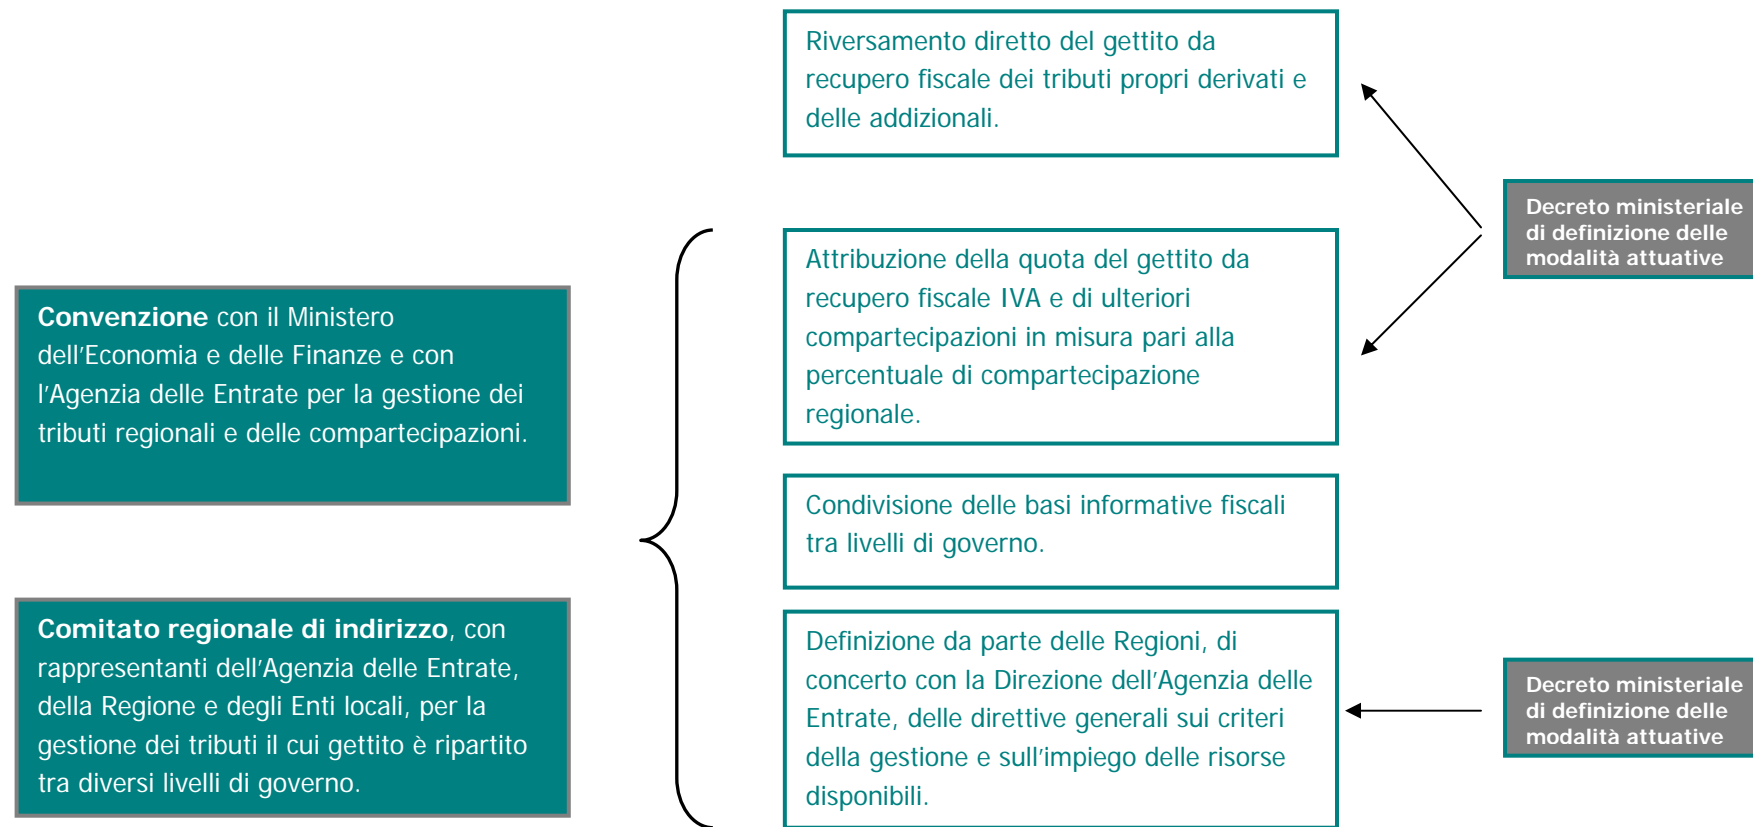 Riversamento diretto del gettito da
recupero fiscale dei tributi propri derivati e
delle addizionali.
Decreto ministeriale
di definizione delle
modalità attuative
Attribuzione della quota del gettito da
recupero fiscale IVA e di ulteriori
compartecipazioni in misura pari alla
percentuale di compartecipazione
regionale.
Convenzione con il Ministero
dell'Economia e delle Finanze e con
l'Agenzia delle Entrate per la gestione dei
tributi regionali e delle compartecipazioni.
Condivisione delle basi informative fiscali
tra livelli di governo.
Comitato regionale di indirizzo, con
rappresentanti dell'Agenzia delle Entrate,
della Regione e degli Enti locali, per la
gestione dei tributi il cui gettito è ripartito
tra diversi livelli di governo.
Definizione da parte delle Regioni, di
concerto con la Direzione dell'Agenzia delle
Entrate, delle direttive generali sui criteri
della gestione e sull'impiego delle risorse
disponibili.
Decreto ministeriale
di definizione delle
modalità attuative